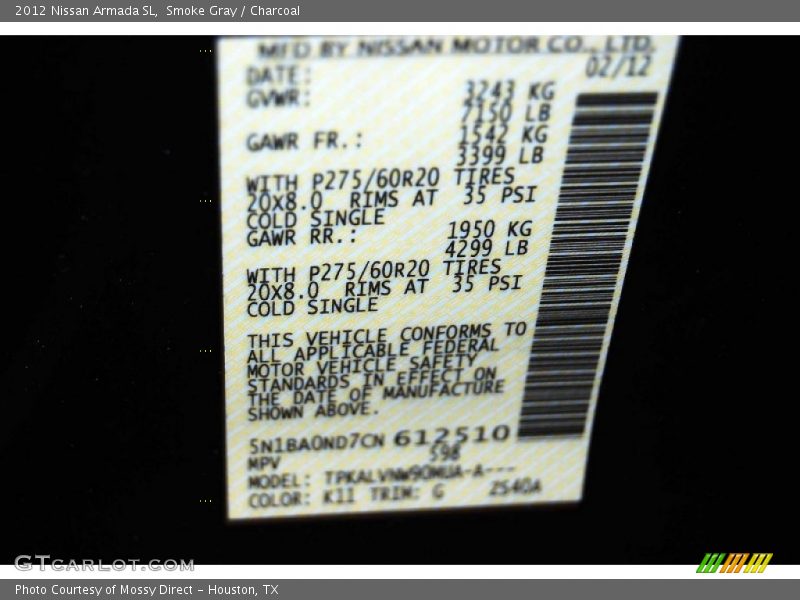 2012 Nissan Armada SL,  Smoke Gray / Charcoal
MFD BY NISSAN MOTOR CO., LTD.
DATE: 02/12
GVWR: 3243 KG
7150 LB
GAWR FR.: 1542 KG
3399 LB
WITH P275/60R20 TIRES
20X8.0 RIMS AT 35 PSI
COLD SINGLE
GAWR RR.: 1950 KG
4299 LB
WITH P275/60R20 TIRES
20X8.0 RIMS AT 35 PSI
COLD SINGLE
THIS VEHICLE CONFORMS TO
ALL APPLICABLE FEDERAL
MOTOR VEHICLE SAFETY
STANDARDS IN EFFECT ON
THE DATE OF MANUFACTURE
SHOWN ABOVE.
5N1BA0ND7CN 612510
MPV 598
MODEL: TPKALVNW90MUA-A---
COLOR: K11 TRIM: G Z540A
GTCARLOT.COM
Photo Courtesy of Mossy Direct - Houston, TX